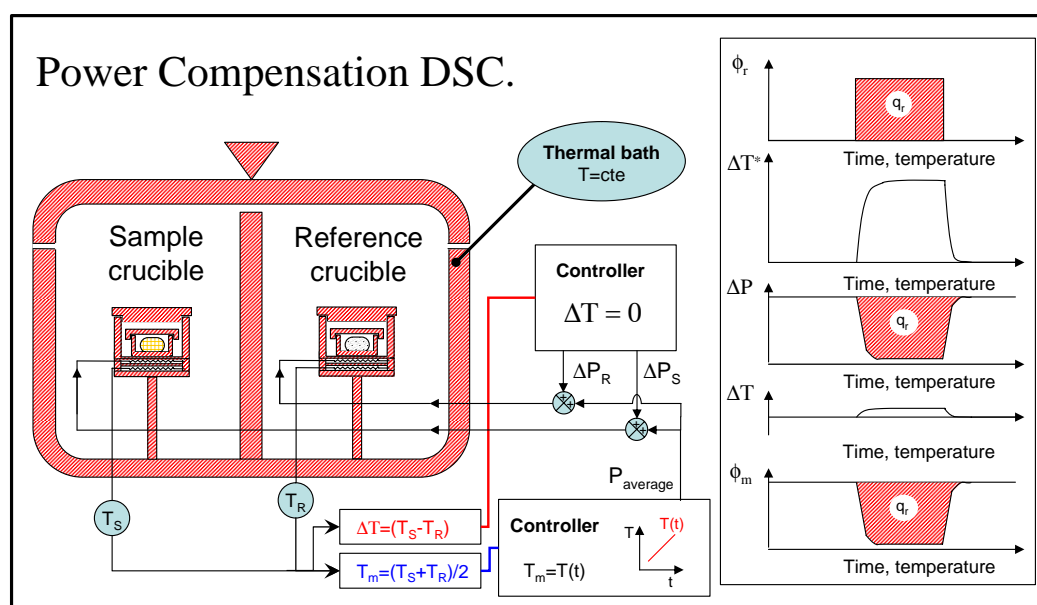 Power Compensation DSC.
Thermal bath
T=cte
Sample
crucible
Reference
crucible
Controller
ΔT = 0
ΔP_R
ΔP_S
+
+
+
+
P_average
T_S
T_R
ΔT=(T_S-T_R)
T_m=(T_S+T_R)/2
Controller
T_m=T(t)
T
T(t)
t
ϕ_r
q_r
Time, temperature
ΔT*
Time, temperature
ΔP
q_r
Time, temperature
ΔT
Time, temperature
ϕ_m
q_r
Time, temperature